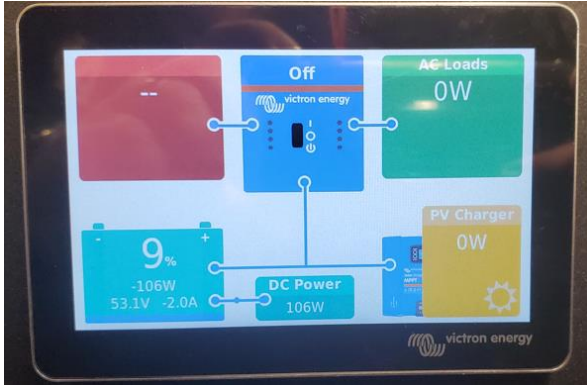 --
Off
victron energy
I
AC Loads
0W
- +
9%
-106W
53.1V -2.0A
DC Power
106W
PV Charger
0W
MPPT
victron energy